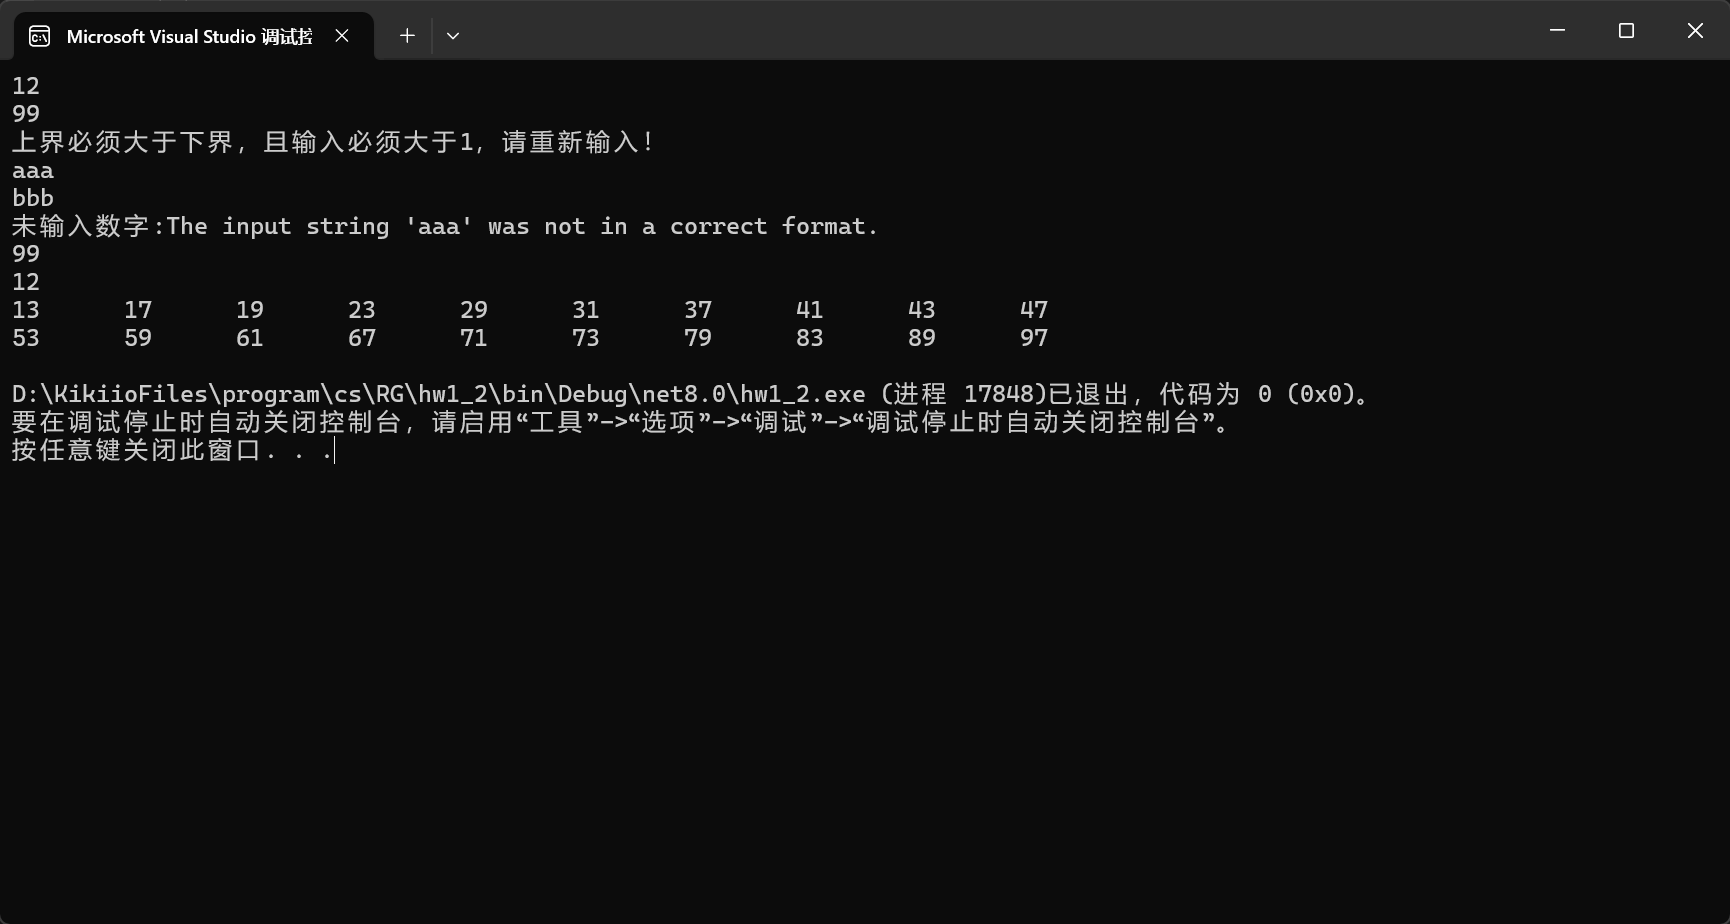 Microsoft Visual Studio 调试控
12
99
上界必须大于下界，且输入必须大于1，请重新输入！
aaa
bbb
未输入数字:The input string 'aaa' was not in a correct format.
99
12
13 17 19 23 29 31 37 41 43 47
53 59 61 67 71 73 79 83 89 97
D:\KikiioFiles\program\cs\RG\hw1_2\bin\Debug\net8.0\hw1_2.exe (进程 17848)已退出，代码为 0 (0x0)。
要在调试停止时自动关闭控制台，请启用“工具”->“选项”->“调试”->“调试停止时自动关闭控制台”。
按任意键关闭此窗口. . .